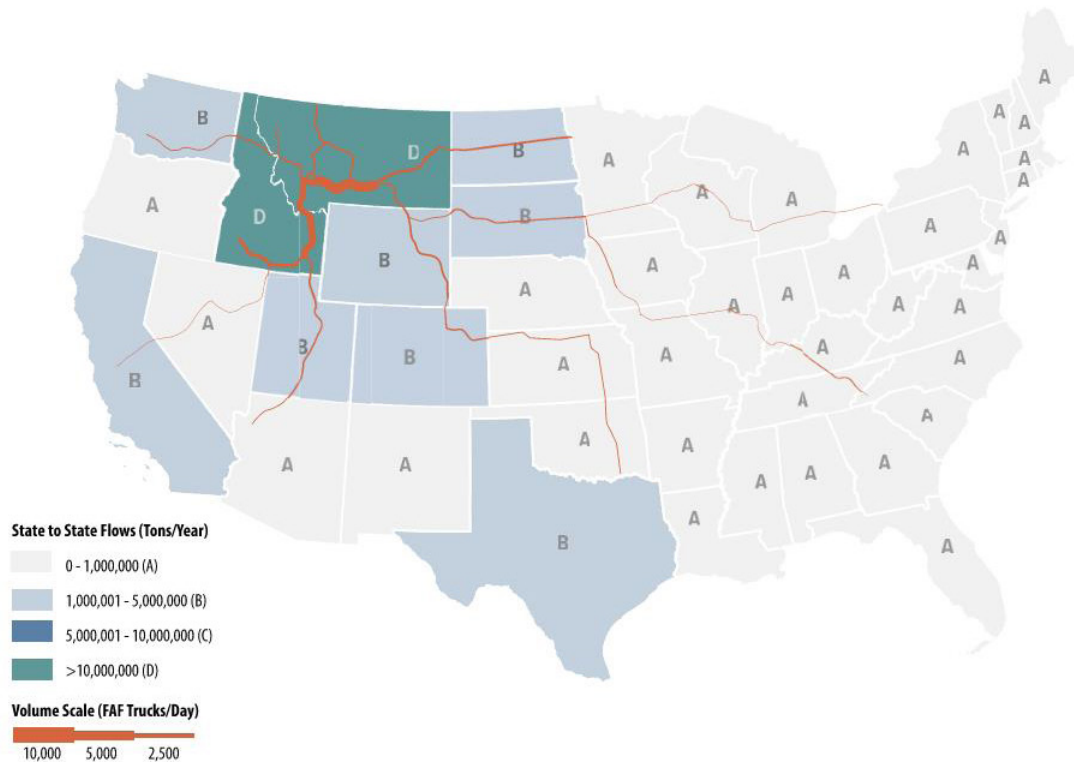 A
A
B
A
A
B
D
A
A
A
A
A
A
D
B
A
A
B
A
A
A
A
A
A
A
A
A
B
A
B
A
A
A
B
A
A
A
A
A
A
A
A
A
A
B
A
State to State Flows (Tons/Year)
0 - 1,000,000 (A)
1,000,001 - 5,000,000 (B)
5,000,001 - 10,000,000 (C)
>10,000,000 (D)
Volume Scale (FAF Trucks/Day)
10,000 5,000 2,500